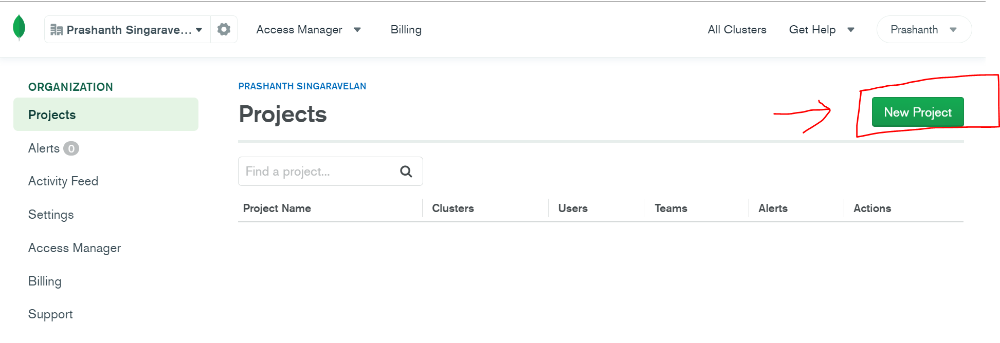 Prashanth Singarave... Access Manager Billing All Clusters Get Help Prashanth
ORGANIZATION
Projects
Alerts 0
Activity Feed
Settings
Access Manager
Billing
Support
PRASHANTH SINGARAVELAN
Projects
New Project
Find a project...
Project Name Clusters Users Teams Alerts Actions